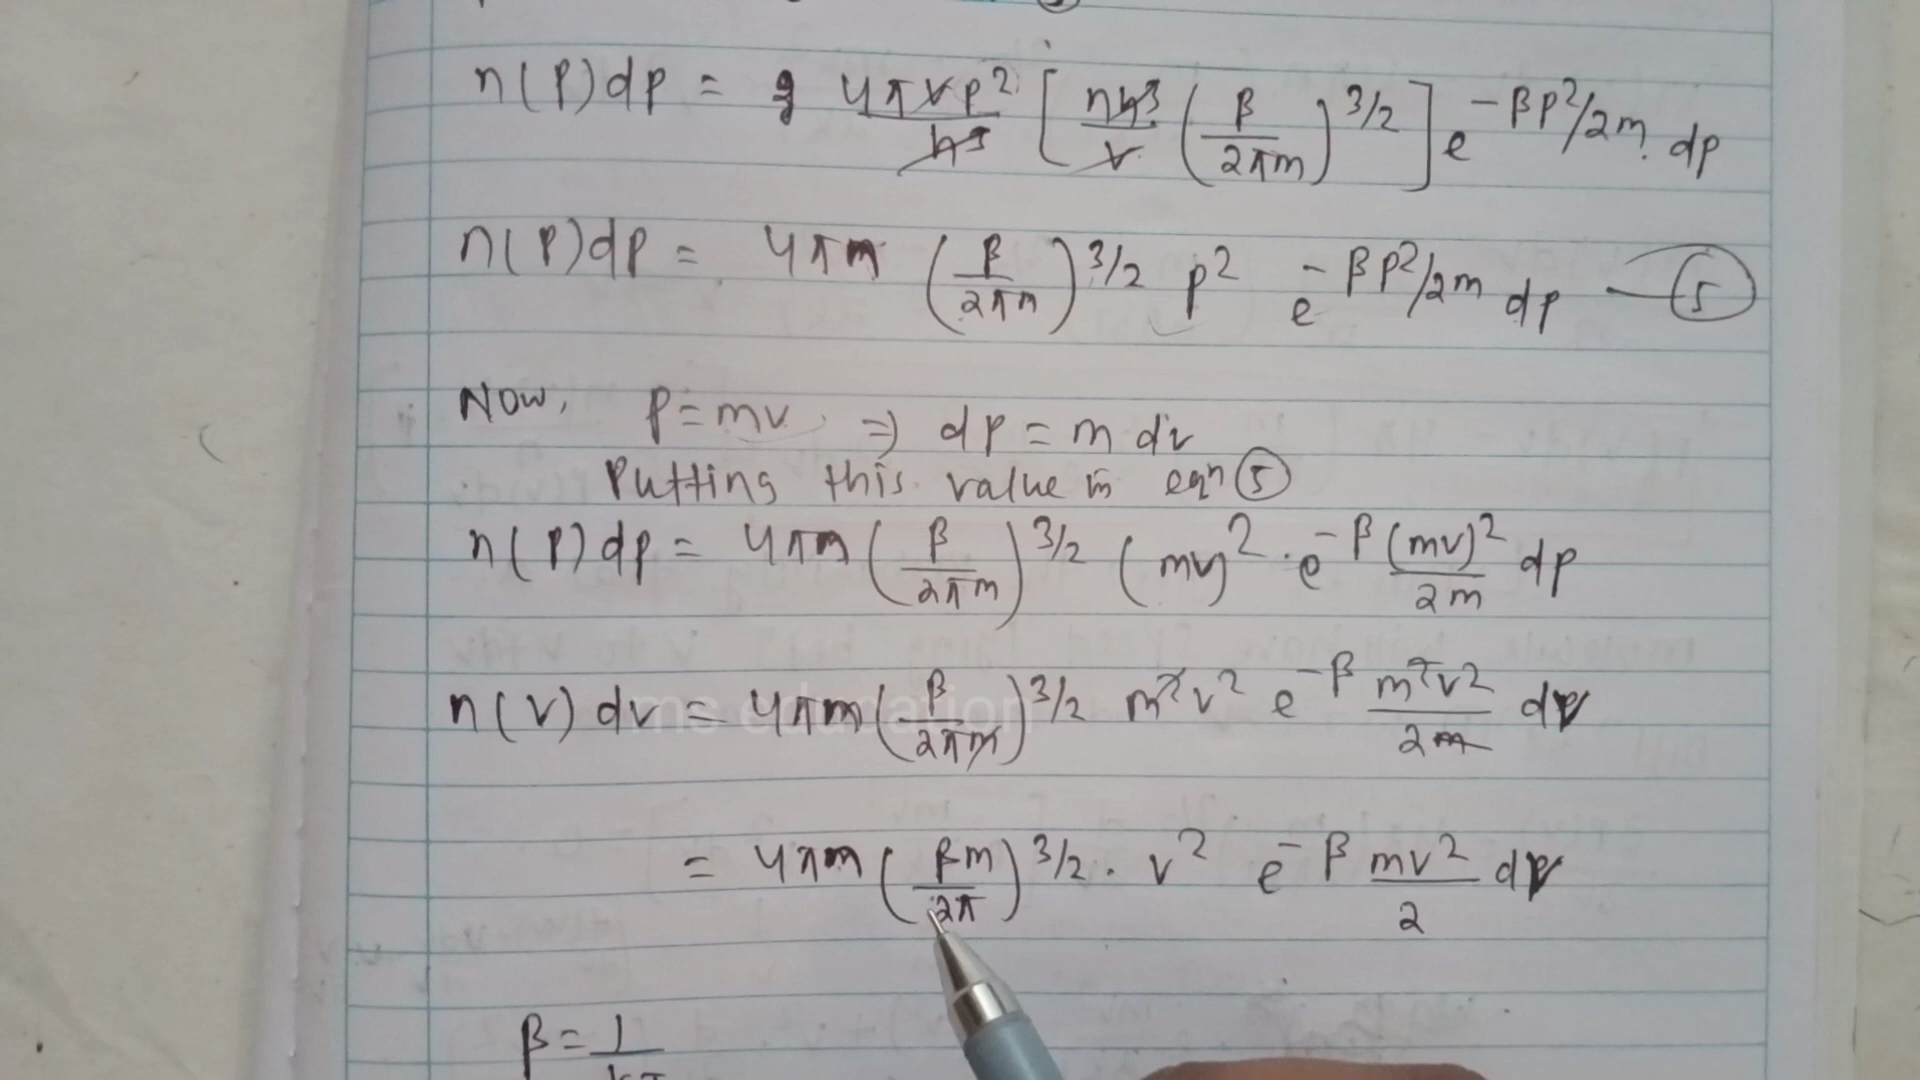 n(p)dp = g 4πVp²/h³ [nh³/V (β/2πm)^3/2] e^-βp²/2m dp
n(p)dp = 4πn (β/2πm)^3/2 p² e^-βp²/2m dp — ⑤
Now, p=mv ⇒ dp = m dv
Putting this value in eqn ⑤
n(p)dp = 4πn (β/2πm)^3/2 (mv)² · e^-β(mv)²/2m dp
n(v)dv = 4πn (β/2πm)^3/2 m²v² e^-β m²v²/2m dv
ms education
= 4πn (βm/2π)^3/2 · v² e^-β mv²/2 dv
β = 1/kT